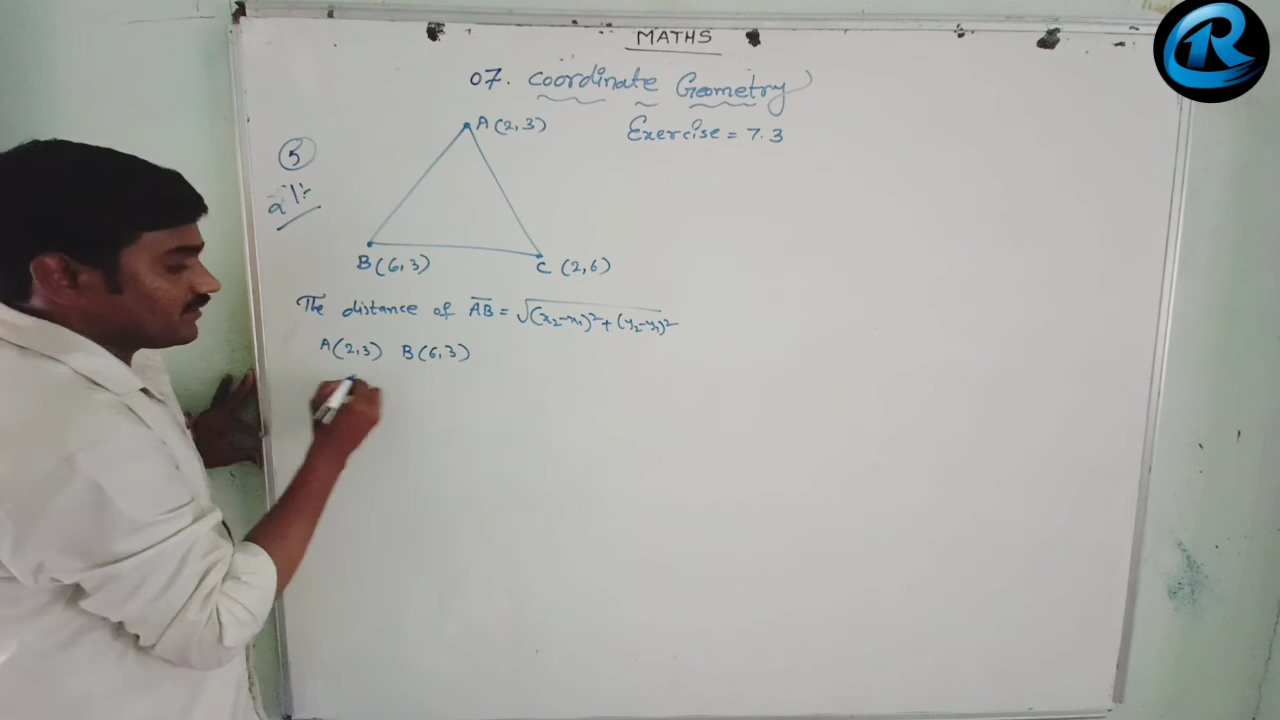 MATHS
07. Coordinate Geometry
Exercise = 7.3
5
A (2,3)
B (6,3)
C (2,6)
The distance of AB = √(x₂-x₁)²+(y₂-y₁)²
A(2,3) B(6,3)